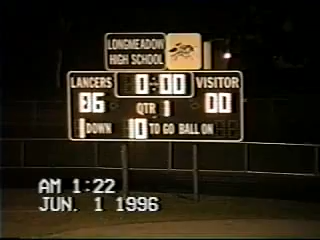 LONGMEADOW
HIGH SCHOOL
LANCERS 0:00 VISITOR
06 QTR 1 00
1 DOWN 10 TO GO BALL ON
AM 1:22
JUN. 1 1996